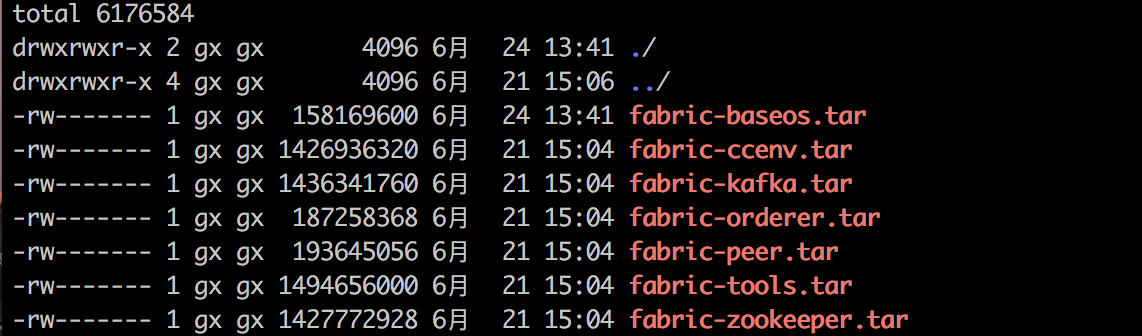 total 6176584
drwxrwxr-x 2 gx gx       4096 6月  24 13:41 ./
drwxrwxr-x 4 gx gx       4096 6月  21 15:06 ../
-rw------- 1 gx gx  158169600 6月  24 13:41 fabric-baseos.tar
-rw------- 1 gx gx 1426936320 6月  21 15:04 fabric-ccenv.tar
-rw------- 1 gx gx 1436341760 6月  21 15:04 fabric-kafka.tar
-rw------- 1 gx gx  187258368 6月  21 15:04 fabric-orderer.tar
-rw------- 1 gx gx  193645056 6月  21 15:04 fabric-peer.tar
-rw------- 1 gx gx 1494656000 6月  21 15:04 fabric-tools.tar
-rw------- 1 gx gx 1427772928 6月  21 15:04 fabric-zookeeper.tar